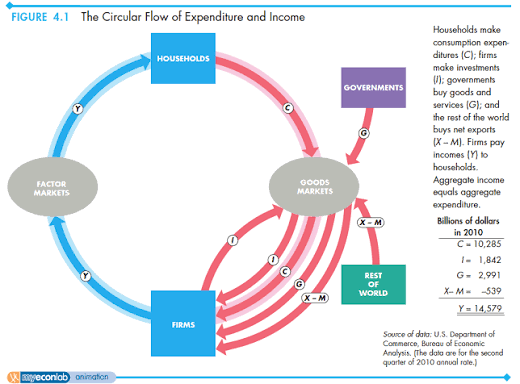 FIGURE 4.1 The Circular Flow of Expenditure and Income
HOUSEHOLDS
GOVERNMENTS
Y
C
G
FACTOR
MARKETS
GOODS
MARKETS
X – M
I
I
C
G
X – M
Y
FIRMS
REST
OF
WORLD
Households make
consumption expen-
ditures (C); firms
make investments
(I); governments
buy goods and
services (G); and
the rest of the world
buys net exports
(X – M). Firms pay
incomes (Y) to
households.
Aggregate income
equals aggregate
expenditure.
Billions of dollars
in 2010
C = 10,285
I = 1,842
G = 2,991
X– M = –539
Y = 14,579
Source of data: U.S. Department of
Commerce, Bureau of Economic
Analysis. (The data are for the second
quarter of 2010 annual rate.)
myeconlab animation